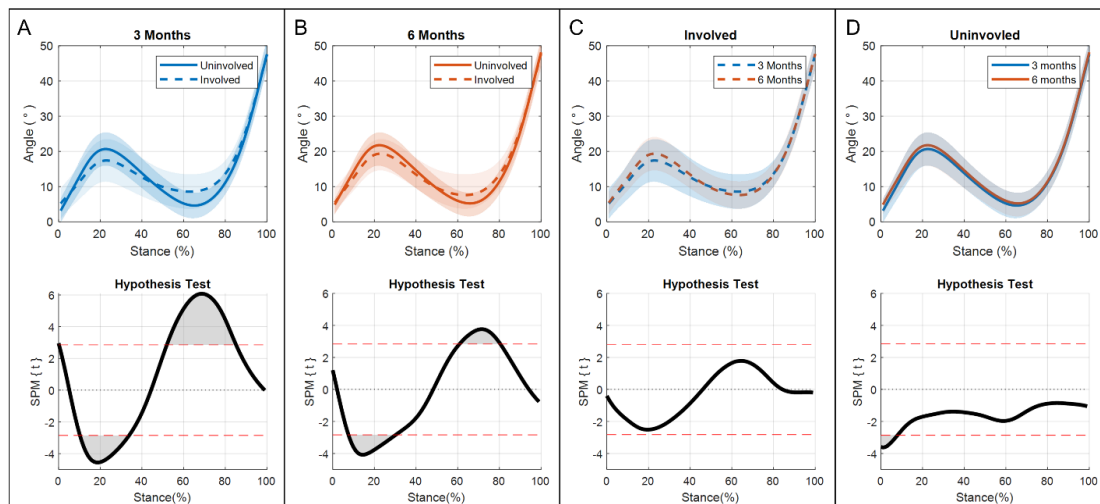 A
3 Months
50
40
30
20
10
0
Angle ( ° )
Uninvolved
Involved
0 20 40 60 80 100
Stance (%)
Hypothesis Test
6
4
2
0
-2
-4
SPM { t }
0 20 40 60 80 100
Stance(%)
B
6 Months
50
40
30
20
10
0
Angle ( ° )
Uninvolved
Involved
0 20 40 60 80 100
Stance (%)
Hypothesis Test
6
4
2
0
-2
-4
SPM { t }
0 20 40 60 80 100
Stance(%)
C
Involved
50
40
30
20
10
0
Angle ( ° )
3 Months
6 Months
0 20 40 60 80 100
Stance (%)
Hypothesis Test
6
4
2
0
-2
-4
SPM { t }
0 20 40 60 80 100
Stance(%)
D
Uninvovled
50
40
30
20
10
0
Angle ( ° )
3 months
6 months
0 20 40 60 80 100
Stance (%)
Hypothesis Test
6
4
2
0
-2
-4
SPM { t }
0 20 40 60 80 100
Stance(%)